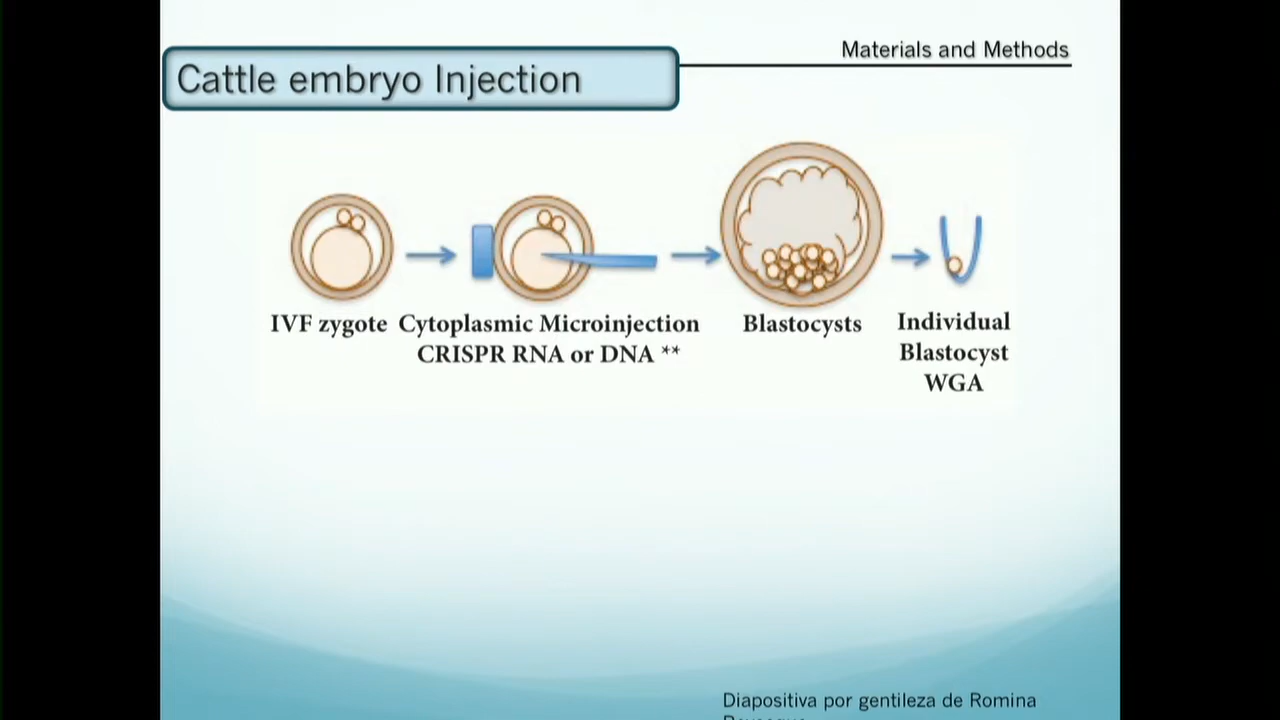 Materials and Methods
Cattle embryo Injection
IVF zygote
Cytoplasmic Microinjection
CRISPR RNA or DNA **
Blastocysts
Individual
Blastocyst
WGA
Diapositiva por gentileza de Romina